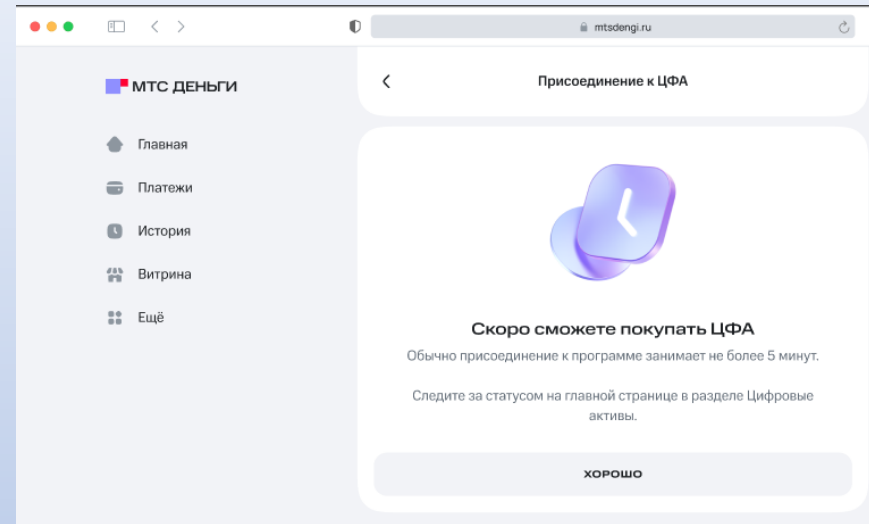 mtsdengi.ru
МТС ДЕНЬГИ
Главная
Платежи
История
Витрина
Ещё
Присоединение к ЦФА
Скоро сможете покупать ЦФА
Обычно присоединение к программе занимает не более 5 минут.
Следите за статусом на главной странице в разделе Цифровые
активы.
ХОРОШО